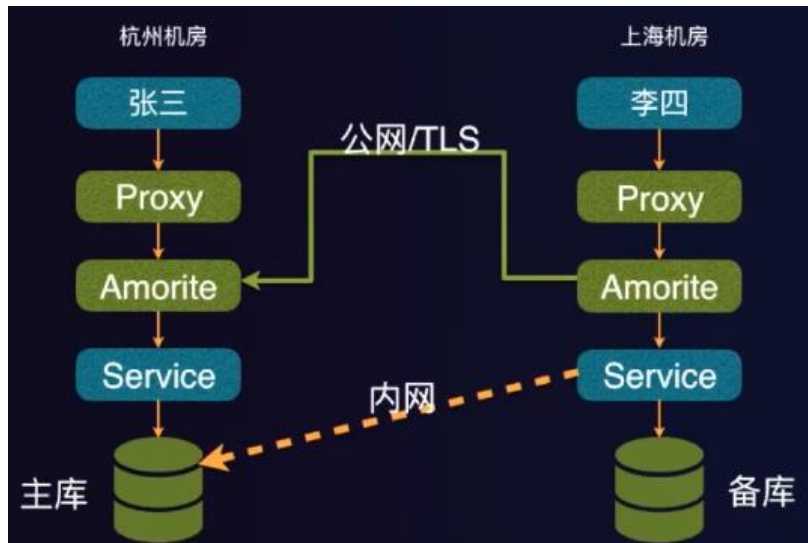 杭州机房
上海机房
张三
李四
公网/TLS
Proxy
Proxy
Amorite
Amorite
Service
Service
内网
主库
备库